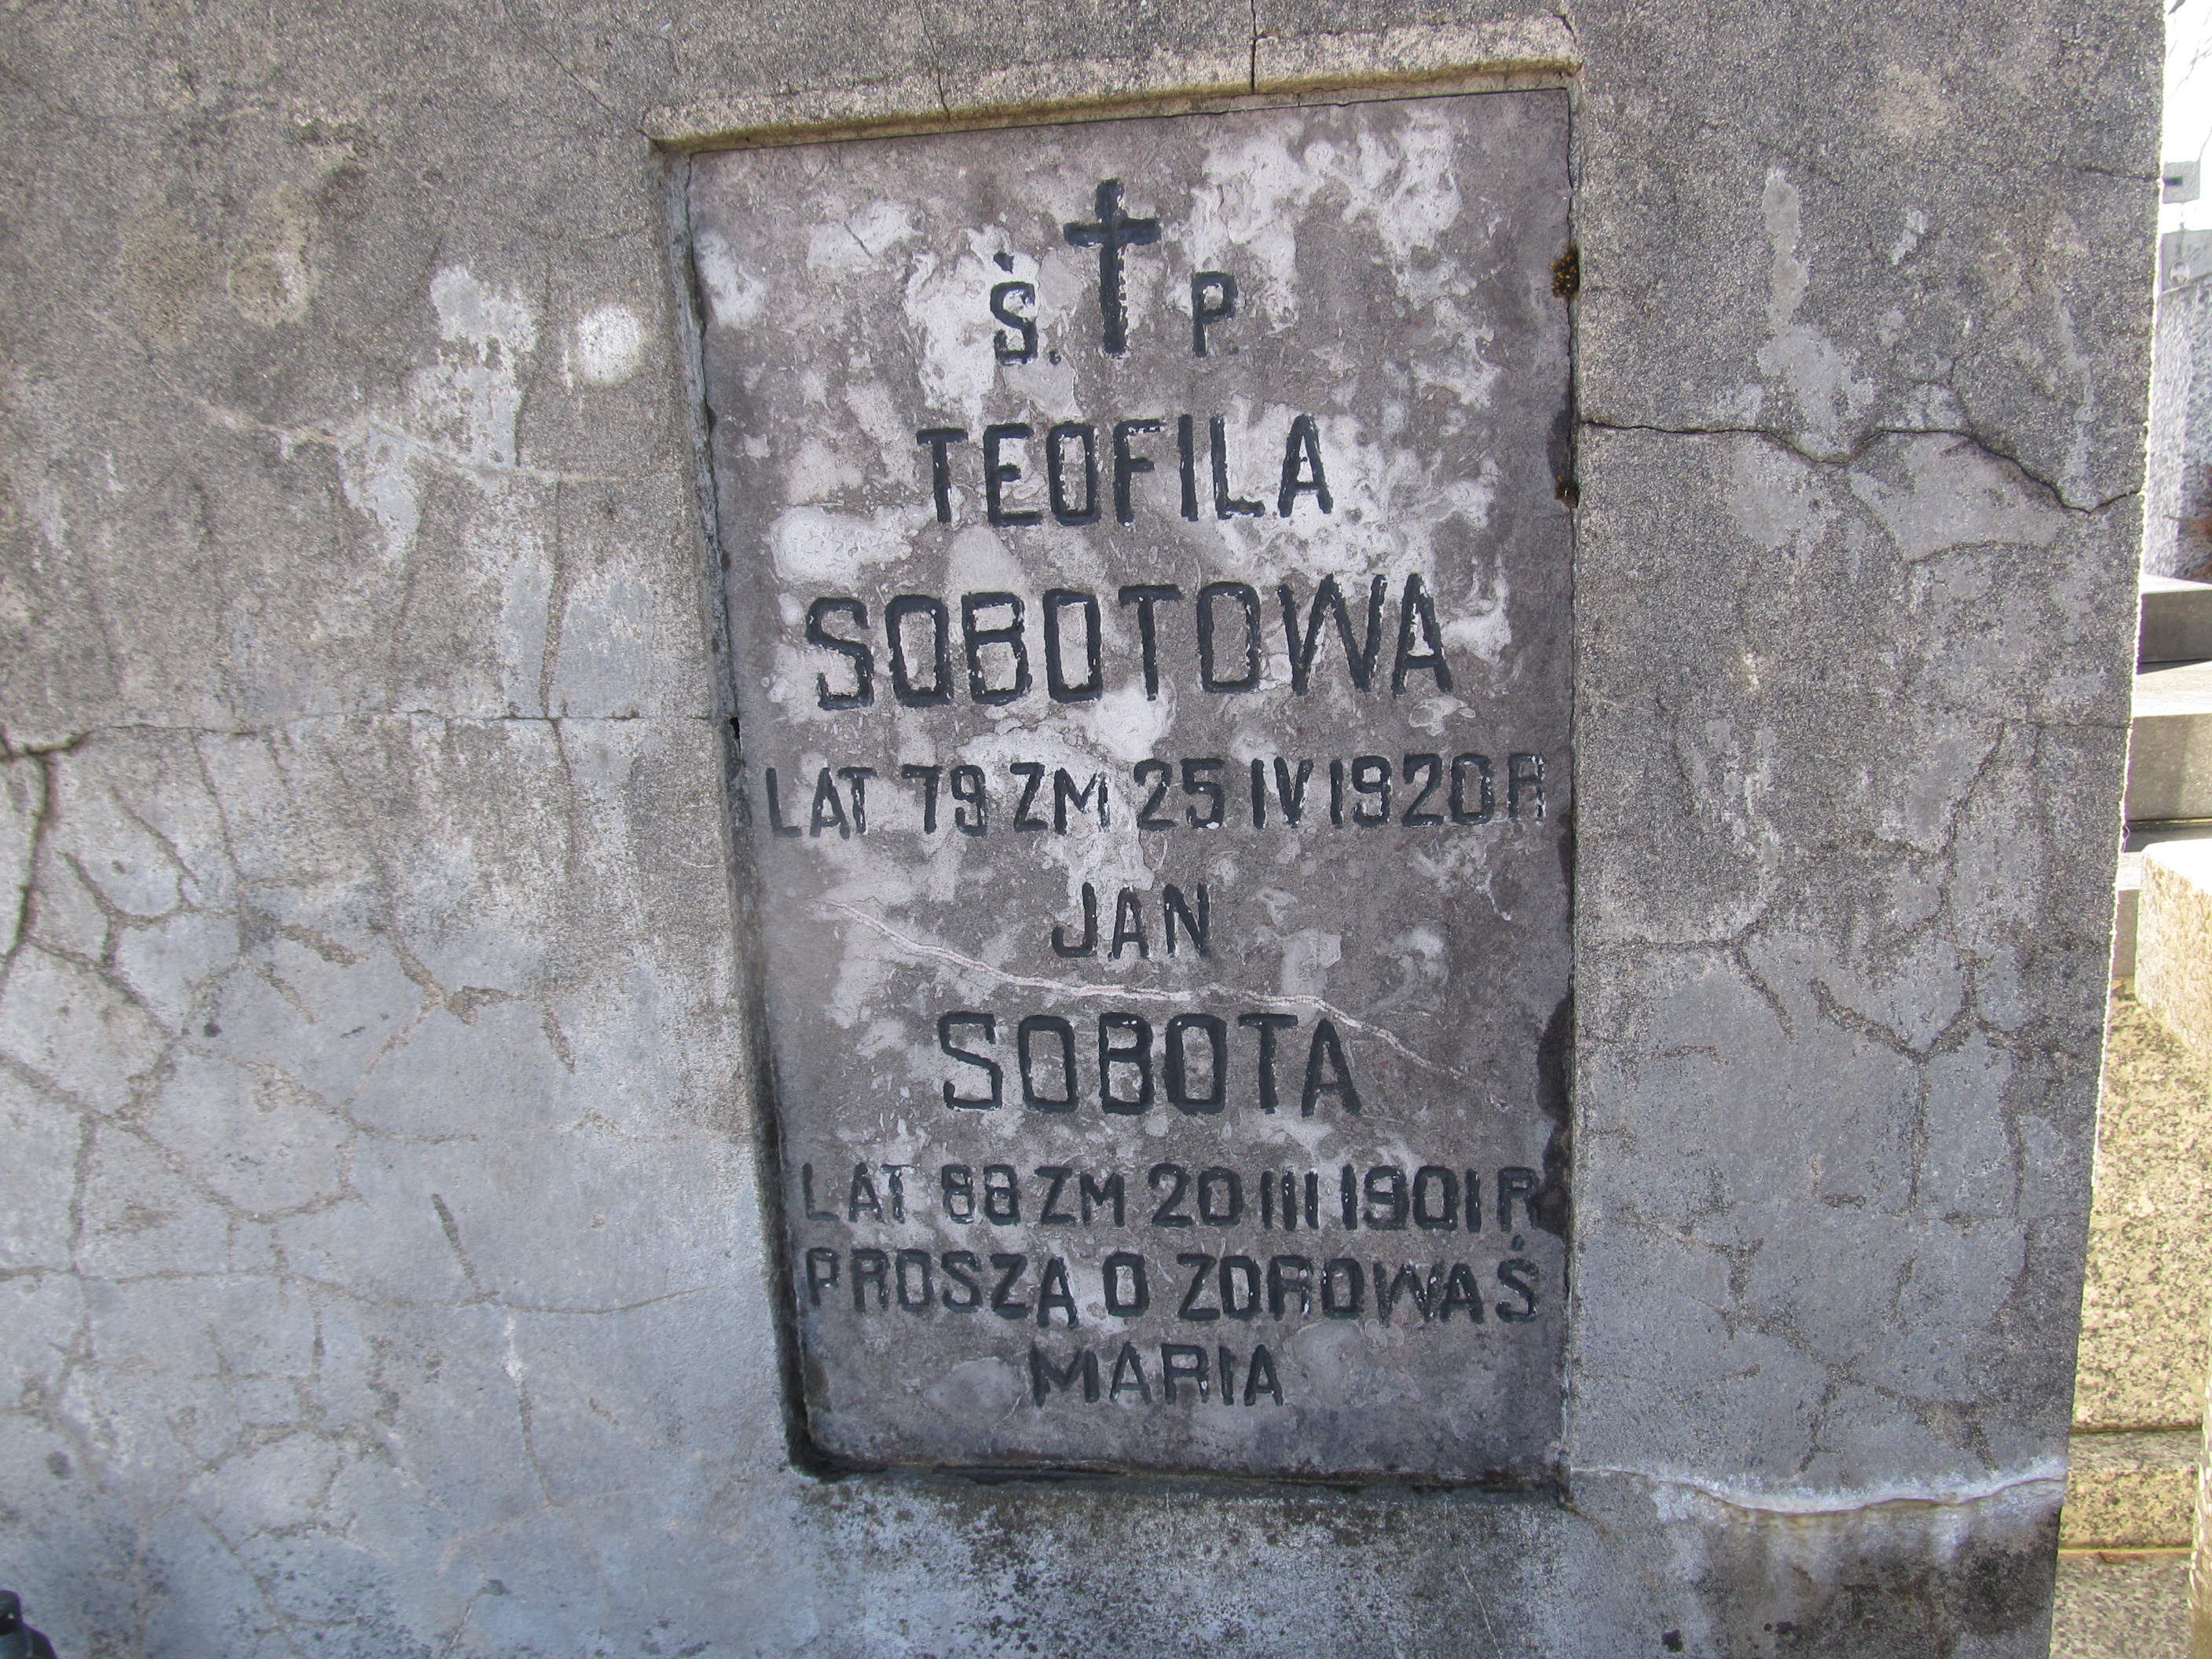 Ś. P.
TEOFILA
SOBOTOWA
LAT 79 ZM 25 IV 1920 R
JAN
SOBOTA
LAT 88 ZM 20 III 1901 R
PROSZĄ O ZDROWAŚ
MARIA